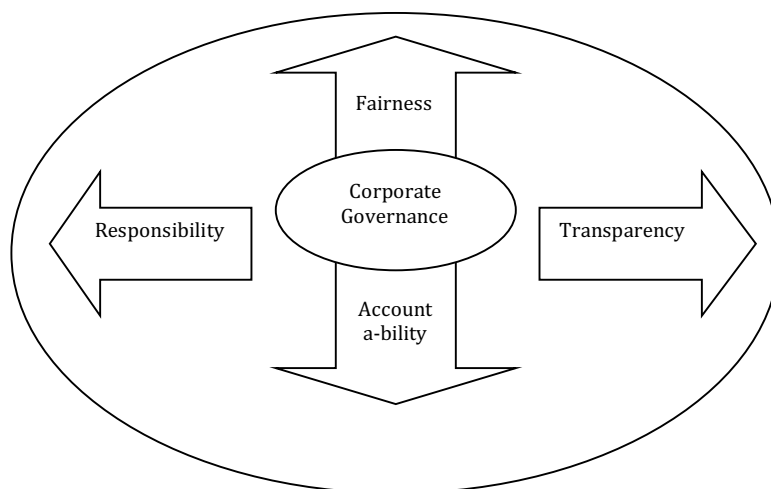 Fairness
Corporate
Governance
Responsibility
Transparency
Account
a-bility